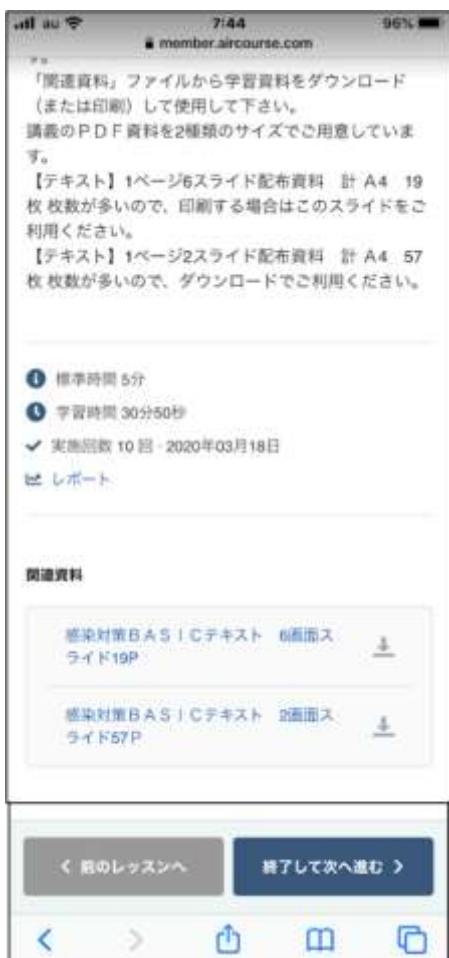 au 7:44 96%
member.aircourse.com
「関連資料」ファイルから学習資料をダウンロード
（または印刷）して使用して下さい。
講義のＰＤＦ資料を2種類のサイズでご用意していま
す。
【テキスト】1ページ6スライド配布資料　計 A4　19
枚 枚数が多いので、印刷する場合はこのスライドをご
利用ください。
【テキスト】1ページ2スライド配布資料　計 A4　57
枚 枚数が多いので、ダウンロードでご利用ください。
標準時間 5分
学習時間 30分50秒
実施回数 10 回 - 2020年03月18日
レポート
関連資料
感染対策ＢＡＳＩＣテキスト　6画面ス
ライド19P
感染対策ＢＡＳＩＣテキスト　2画面ス
ライド57Ｐ
前のレッスンへ
終了して次へ進む